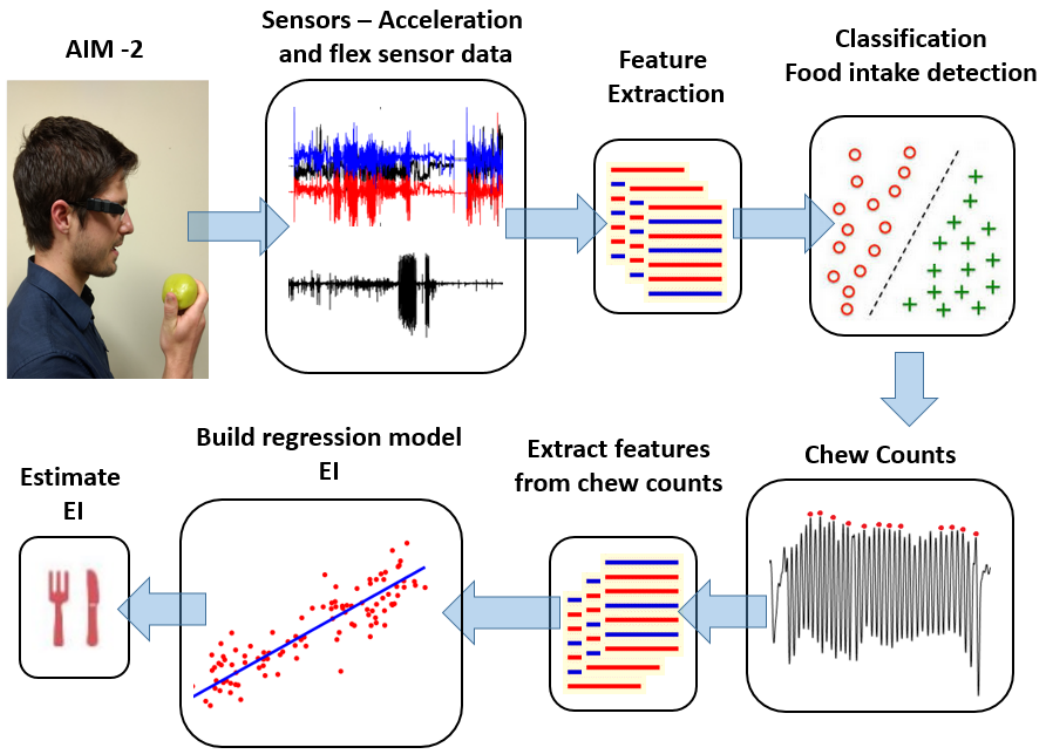 AIM -2
Sensors – Acceleration
and flex sensor data
Feature
Extraction
Classification
Food intake detection
Chew Counts
Extract features
from chew counts
Build regression model
EI
Estimate
EI